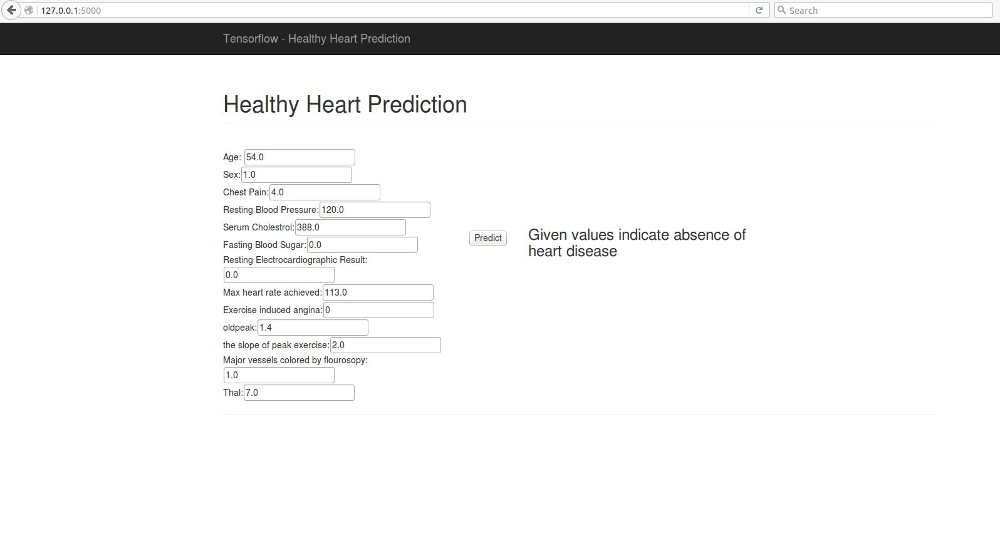 127.0.0.1:5000
Search
Tensorflow - Healthy Heart Prediction
Healthy Heart Prediction
Age: 54.0
Sex: 1.0
Chest Pain: 4.0
Resting Blood Pressure: 120.0
Serum Cholestrol: 388.0
Fasting Blood Sugar: 0.0
Resting Electrocardiographic Result:
0.0
Max heart rate achieved: 113.0
Exercise induced angina: 0
oldpeak: 1.4
the slope of peak exercise: 2.0
Major vessels colored by flourosopy:
1.0
Thal: 7.0
Predict
Given values indicate absence of
heart disease